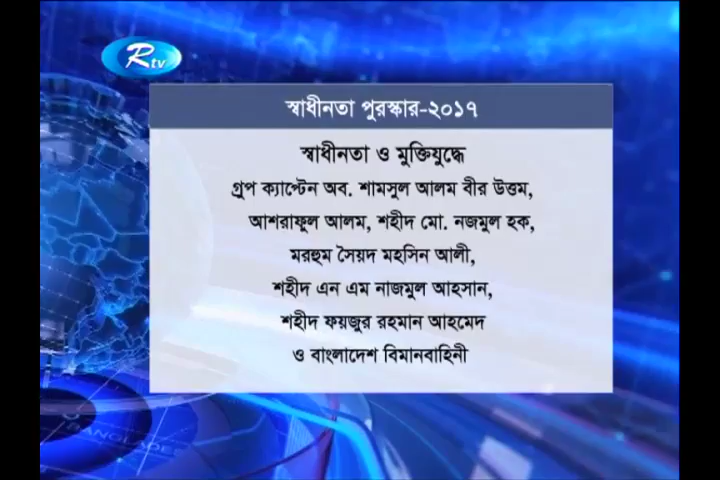 Rtv
স্বাধীনতা পুরস্কার-২০১৭
স্বাধীনতা ও মুক্তিযুদ্ধে
গ্রুপ ক্যাপ্টেন অব. শামসুল আলম বীর উত্তম,
আশরাফুল আলম, শহীদ মো. নজমুল হক,
মরহুম সৈয়দ মহসিন আলী,
শহীদ এন এম নাজমুল আহসান,
শহীদ ফয়জুর রহমান আহমেদ
ও বাংলাদেশ বিমানবাহিনী
BANGLADE